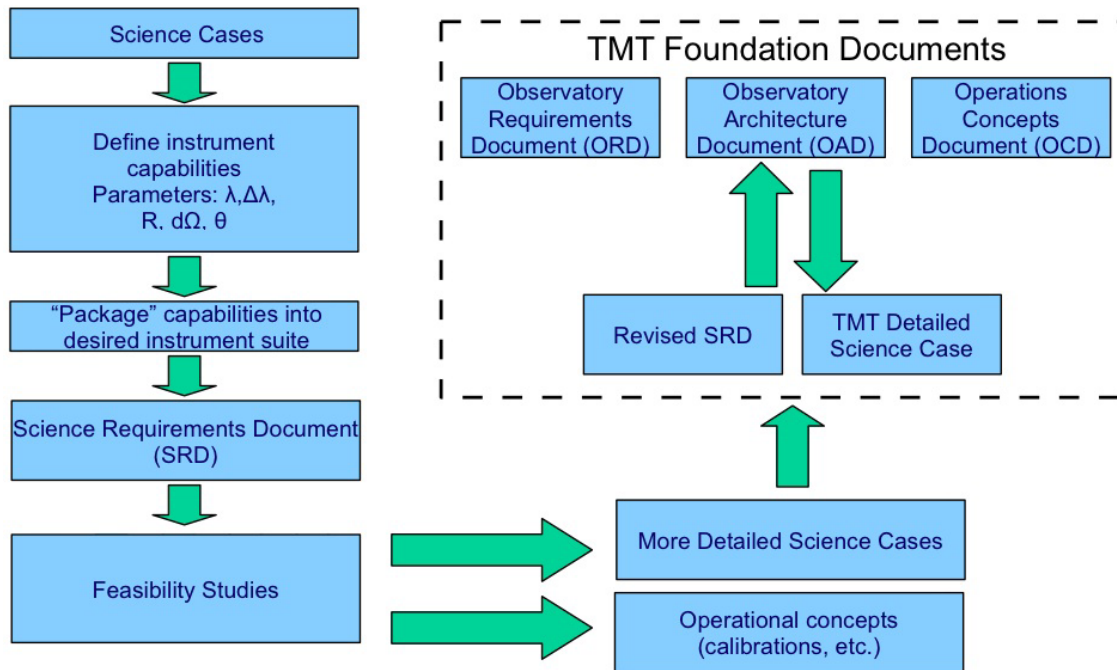 Science Cases
Define instrument
capabilities
Parameters: λ,Δλ,
R, dΩ, θ
“Package” capabilities into
desired instrument suite
Science Requirements Document
(SRD)
Feasibility Studies
TMT Foundation Documents
Observatory
Requirements
Document (ORD)
Observatory
Architecture
Document (OAD)
Operations
Concepts
Document (OCD)
Revised SRD
TMT Detailed
Science Case
More Detailed Science Cases
Operational concepts
(calibrations, etc.)